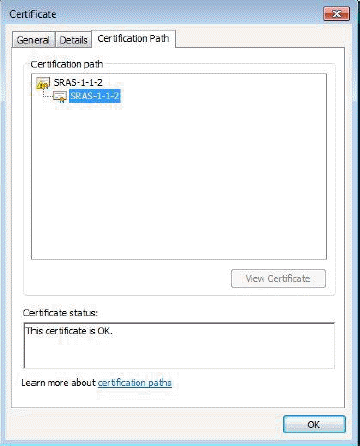 Certificate
General Details Certification Path
Certification path
SRAS-1-1-2
SRAS-1-1-2
View Certificate
Certificate status:
This certificate is OK.
Learn more about certification paths
OK